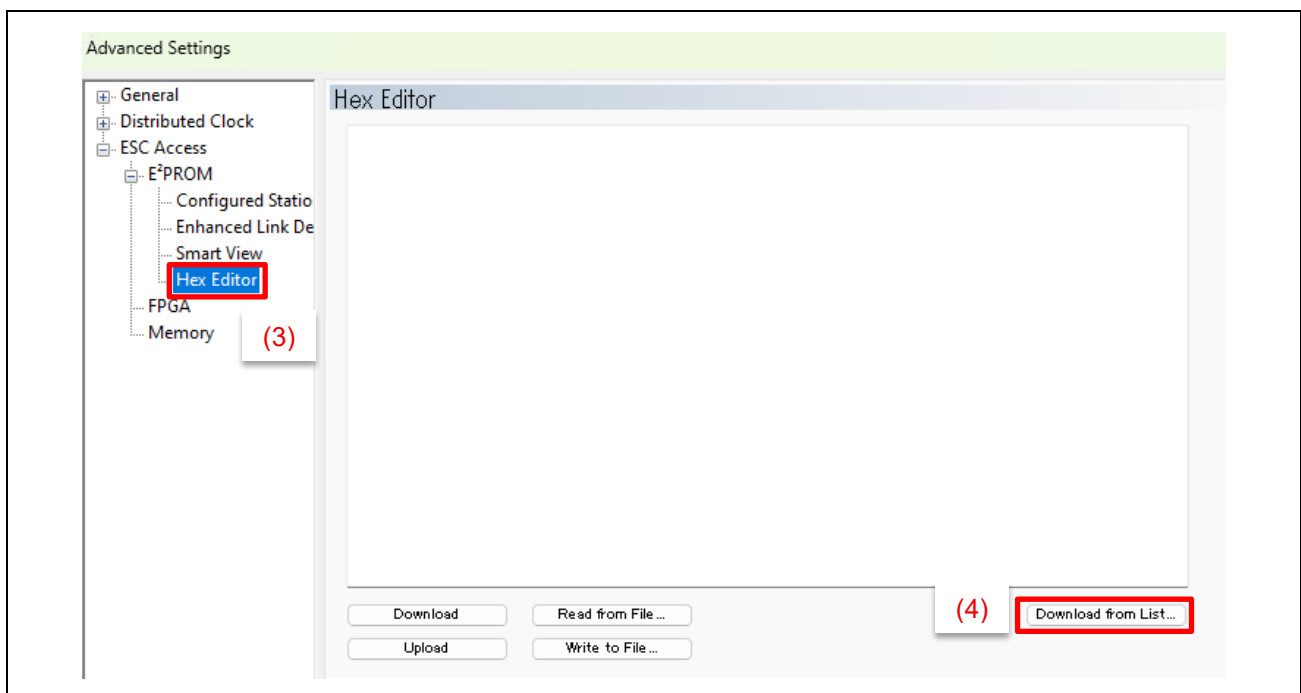 Advanced Settings
General
Distributed Clock
ESC Access
E²PROM
Configured Statio
Enhanced Link De
Smart View
Hex Editor
FPGA
Memory
(3)
Hex Editor
Download
Read from File...
(4)
Download from List...
Upload
Write to File...